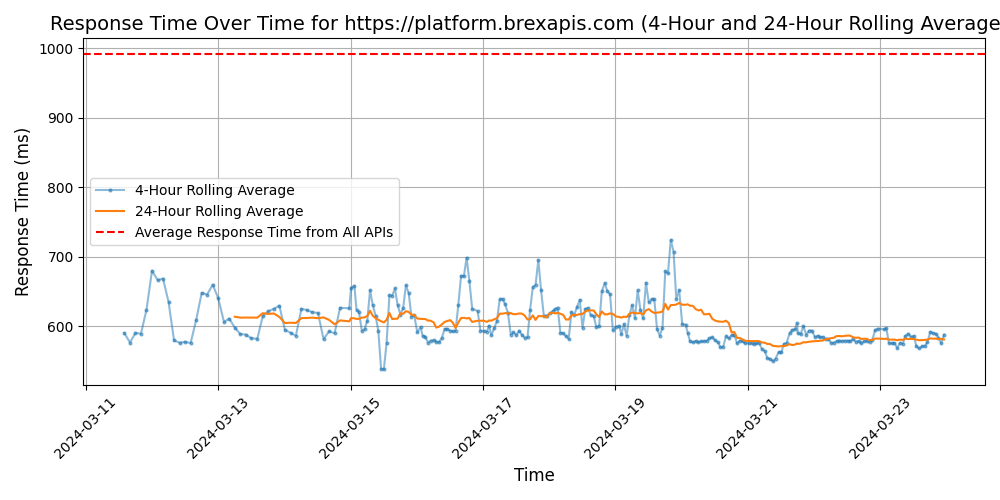 Response Time Over Time for https://platform.brexapis.com (4-Hour and 24-Hour Rolling Average
Response Time (ms)
1000
900
800
700
600
4-Hour Rolling Average
24-Hour Rolling Average
Average Response Time from All APIs
2024-03-11
2024-03-13
2024-03-15
2024-03-17
2024-03-19
2024-03-21
2024-03-23
Time